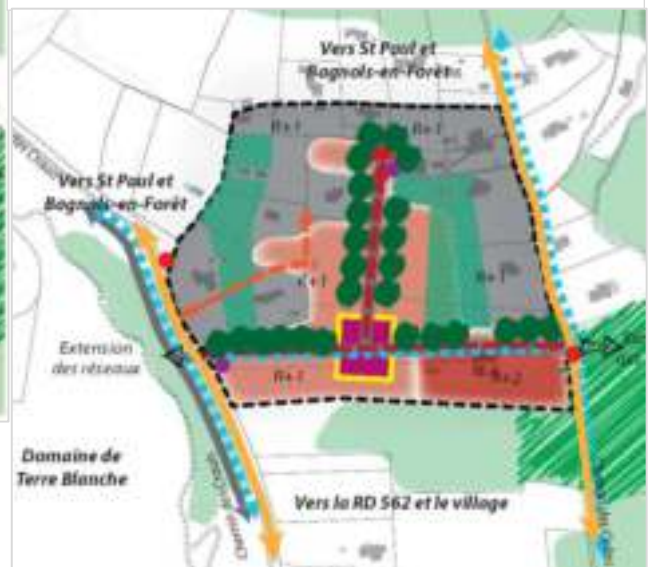 Vers St Paul et
Bagnols-en-Forêt
R+1
R+1
Vers St Paul et
Bagnols-en-Forêt
R+1
R+1
Extension
des réseaux
R+1
R+2
Domaine de
Terre Blanche
Vers la RD 562 et le village